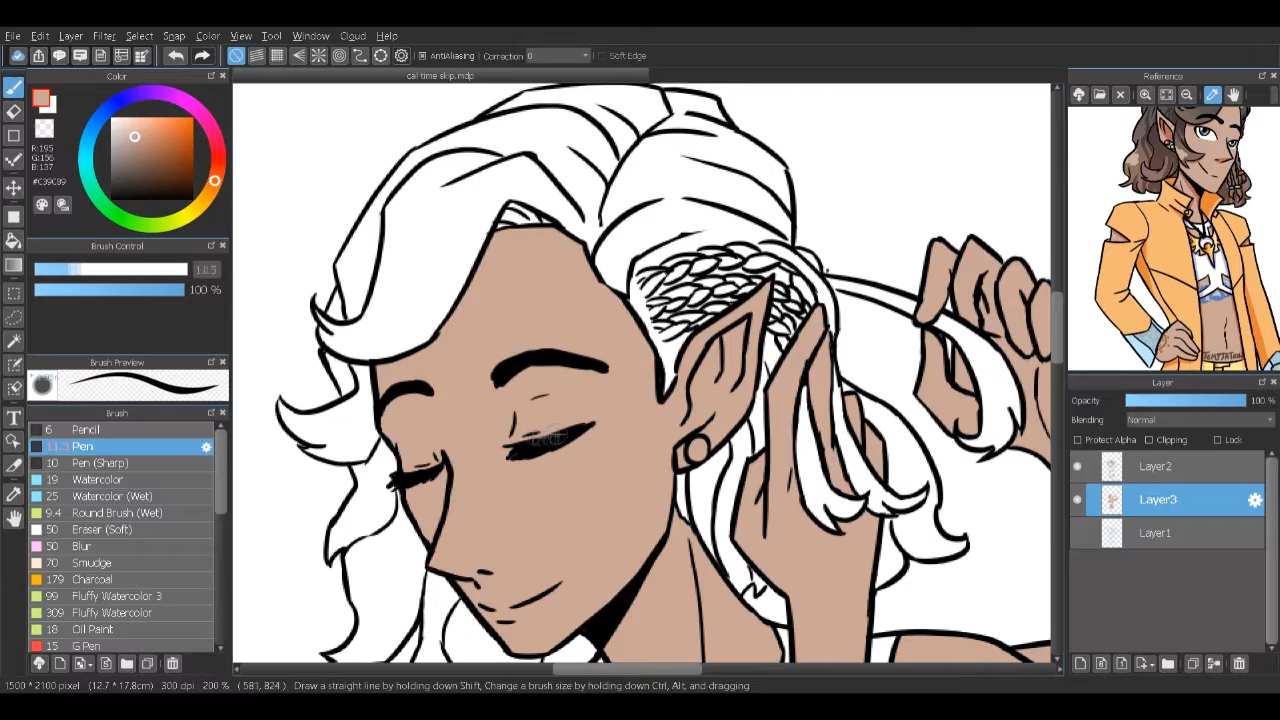 File Edit Layer Filter Select Snap Color View Tool Window Cloud Help
AntiAliasing Correction 0 Soft Edge
Color
cal time skip.mdp
Reference
R:195
G:156
B:137
#C39C89
Brush Control
100 %
Brush Preview
Brush
6 Pencil
11.3 Pen
10 Pen (Sharp)
19 Watercolor
25 Watercolor (Wet)
9.4 Round Brush (Wet)
50 Eraser (Soft)
50 Blur
70 Smudge
179 Charcoal
99 Fluffy Watercolor 3
309 Fluffy Watercolor
18 Oil Paint
15 G Pen
TEMPTATION
Layer
Opacity 100 %
Blending Normal
Protect Alpha Clipping Lock
Layer2
Layer3
Layer1
1500 * 2100 pixel (12.7 * 17.8cm) 300 dpi 200 % ( 581, 824 ) Draw a straight line by holding down Shift, Change a brush size by holding down Ctrl, Alt, and dragging